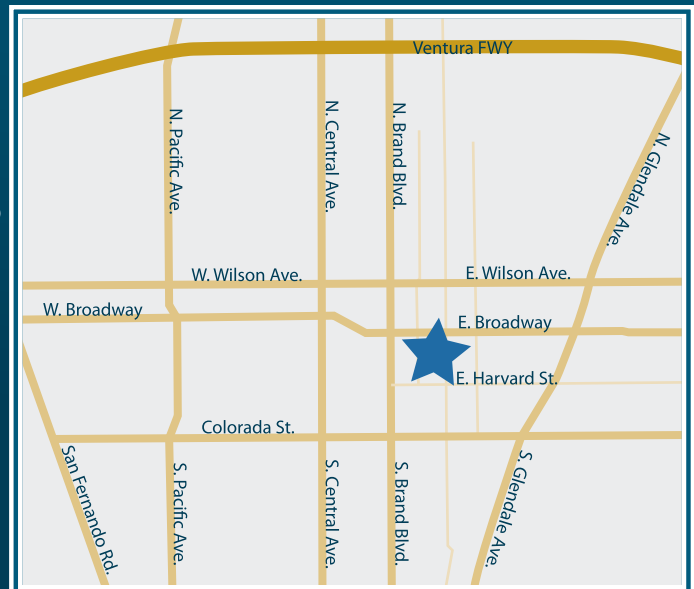 Ventura FWY
N. Pacific Ave.
N. Central Ave.
N. Brand Blvd.
N. Glendale Ave.
W. Wilson Ave.
E. Wilson Ave.
W. Broadway
E. Broadway
E. Harvard St.
Colorada St.
San Fernando Rd.
S. Pacific Ave.
S. Central Ave.
S. Brand Blvd.
S. Glendale Ave.